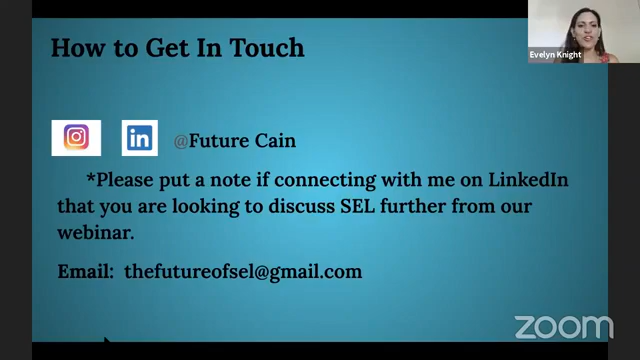 How to Get In Touch
Evelyn Knight
in
@Future Cain
*Please put a note if connecting with me on LinkedIn
that you are looking to discuss SEL further from our
webinar.
Email: thefutureofsel@gmail.com
zoom